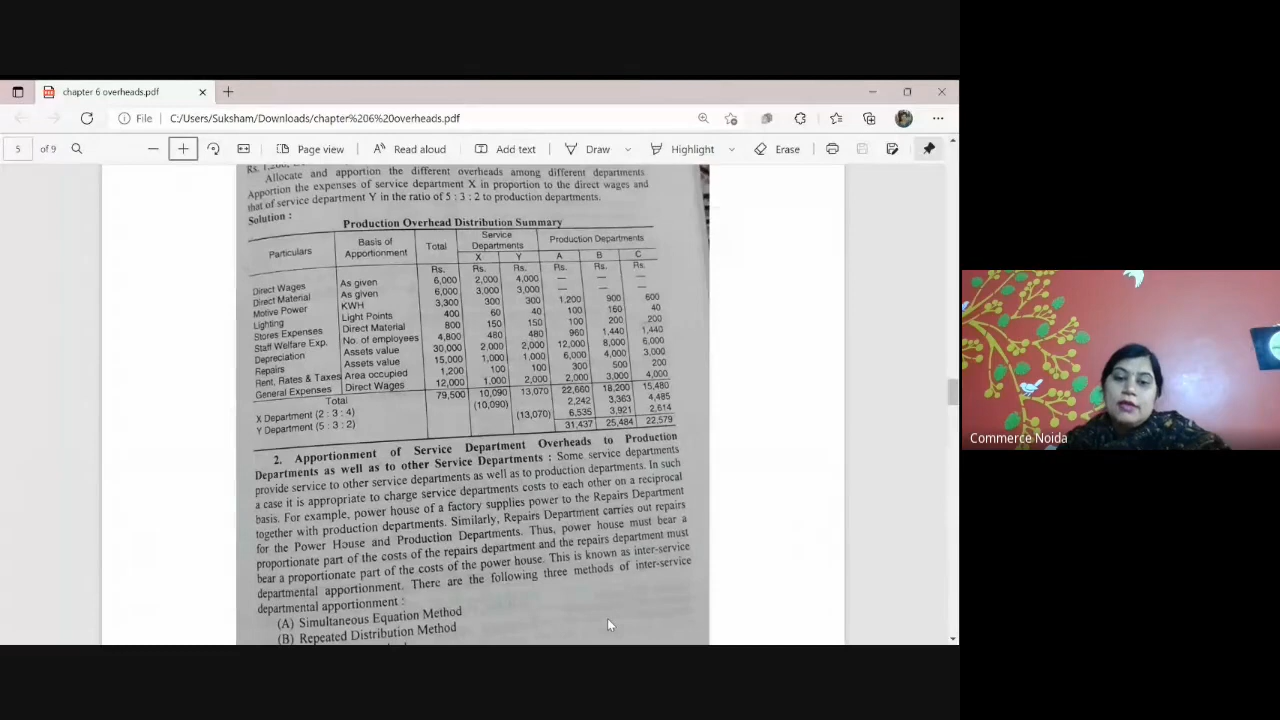 chapter 6 overheads.pdf
File C:/Users/Suksham/Downloads/chapter%206%20overheads.pdf
5 of 9 Page view Read aloud Add text Draw Highlight Erase
Allocate and apportion the different overheads among different departments
Apportion the expenses of service department X in proportion to the direct wages and
that of service department Y in the ratio of 5 : 3 : 2 to production departments.
Solution :
Production Overhead Distribution Summary
Particulars Basis of Apportionment Total Service Departments Production Departments
X Y A B C
Rs. Rs. Rs. Rs. Rs. Rs.
Direct Wages As given 6,000 2,000 4,000 — — —
Direct Material As given 6,000 3,000 3,000 — — —
Motive Power KWH 3,300 300 300 1,200 900 600
Lighting Light Points 400 60 40 100 160 40
Stores Expenses Direct Material 800 150 150 100 200 200
Staff Welfare Exp. No. of employees 4,800 480 480 960 1,440 1,440
Depreciation Assets value 30,000 2,000 2,000 12,000 8,000 6,000
Repairs Assets value 15,000 1,000 1,000 6,000 4,000 3,000
Rent, Rates & Taxes Area occupied 1,200 100 100 300 500 200
General Expenses Direct Wages 12,000 1,000 2,000 2,000 3,000 4,000
Total 79,500 10,090 13,070 22,660 18,200 15,480
X Department (2 : 3 : 4) (10,090) 2,242 3,363 4,485
Y Department (5 : 3 : 2) (13,070) 6,535 3,921 2,614
31,437 25,484 22,579
2. Apportionment of Service Department Overheads to Production
Departments as well as to other Service Departments : Some service departments
provide service to other service departments as well as to production departments. In such
a case it is appropriate to charge service departments costs to each other on a reciprocal
basis. For example, power house of a factory supplies power to the Repairs Department
together with production departments. Similarly, Repairs Department carries out repairs
for the Power House and Production Departments. Thus, power house must bear a
proportionate part of the costs of the repairs department and the repairs department must
bear a proportionate part of the costs of the power house. This is known as inter-service
departmental apportionment. There are the following three methods of inter-service
departmental apportionment :
(A) Simultaneous Equation Method
(B) Repeated Distribution Method
Commerce Noida